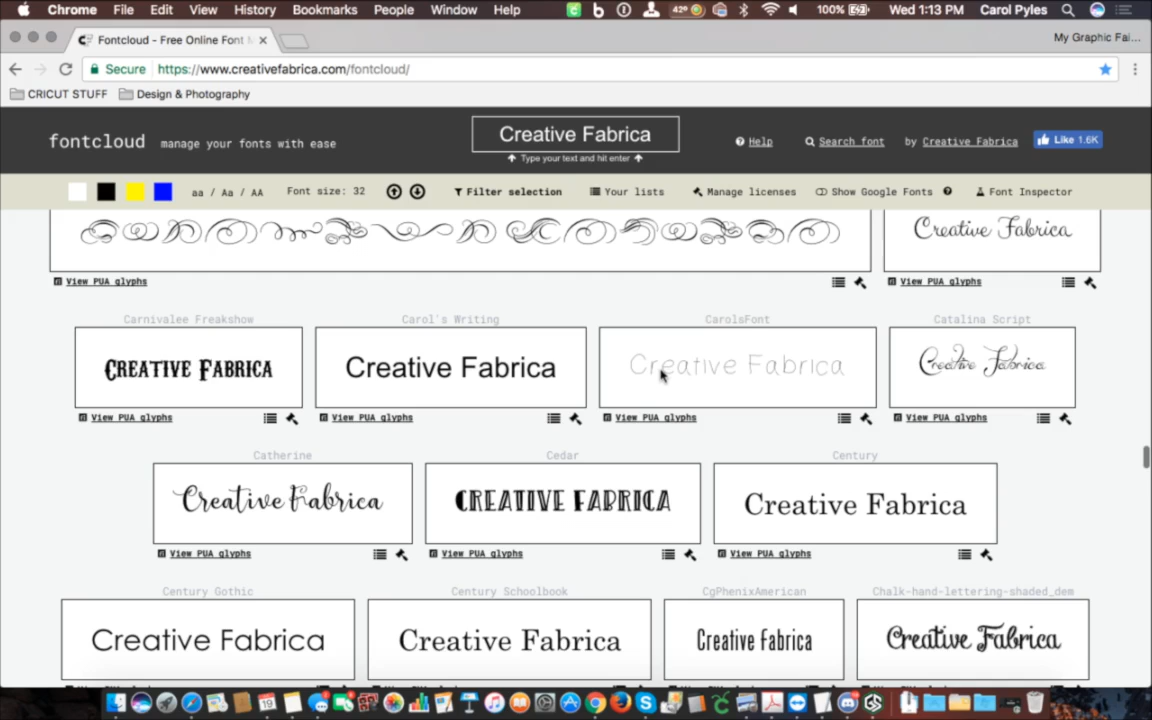 Chrome File Edit View History Bookmarks People Window Help 42° 100% Wed 1:13 PM Carol Pyles
Fontcloud - Free Online Font M
My Graphic Fai...
Secure https://www.creativefabrica.com/fontcloud/
CRICUT STUFF Design & Photography
fontcloud manage your fonts with ease Creative Fabrica Help Search font by Creative Fabrica Like 1.6K
Type your text and hit enter
aa / Aa / AA Font size: 32 Filter selection Your lists Manage licenses Show Google Fonts Font Inspector
Creative Fabrica
View PUA glyphs View PUA glyphs
Carnivalee Freakshow Carol's Writing CarolsFont Catalina Script
Creative Fabrica Creative Fabrica Creative Fabrica Creative Fabrica
View PUA glyphs View PUA glyphs View PUA glyphs View PUA glyphs
Catherine Cedar Century
Creative Fabrica CREATIVE FABRICA Creative Fabrica
View PUA glyphs View PUA glyphs View PUA glyphs
Century Gothic Century Schoolbook CgPhenixAmerican Chalk-hand-lettering-shaded_dem
Creative Fabrica Creative Fabrica Creative Fabrica Creative Fabrica